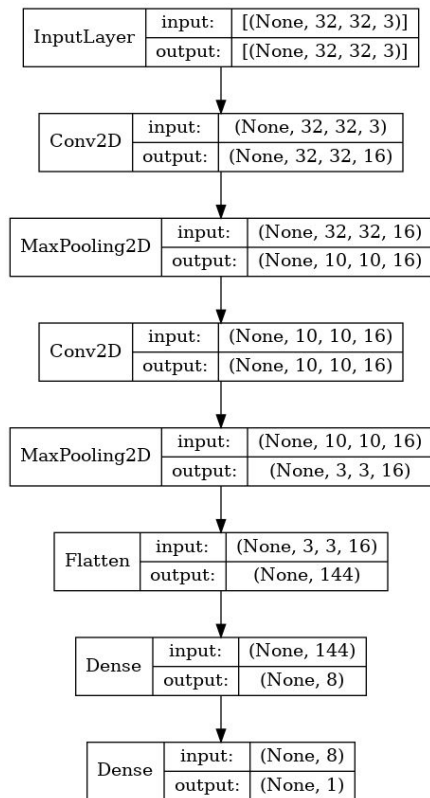 InputLayer
input: [(None, 32, 32, 3)]
output: [(None, 32, 32, 3)]
Conv2D
input: (None, 32, 32, 3)
output: (None, 32, 32, 16)
MaxPooling2D
input: (None, 32, 32, 16)
output: (None, 10, 10, 16)
Conv2D
input: (None, 10, 10, 16)
output: (None, 10, 10, 16)
MaxPooling2D
input: (None, 10, 10, 16)
output: (None, 3, 3, 16)
Flatten
input: (None, 3, 3, 16)
output: (None, 144)
Dense
input: (None, 144)
output: (None, 8)
Dense
input: (None, 8)
output: (None, 1)